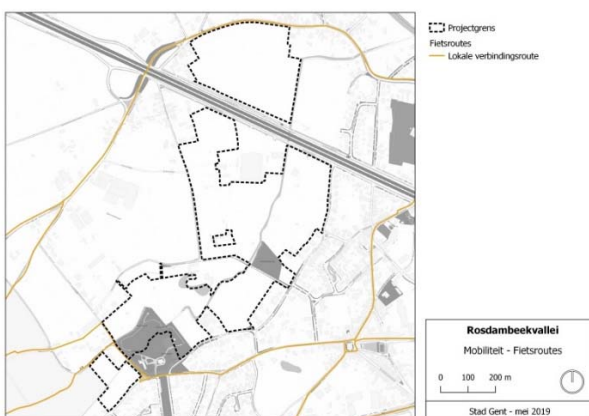 Projectgrens
Fietsroutes
Lokale verbindingsroute
Rosdambeekvallei
Mobiliteit - Fietsroutes
0 100 200 m
Stad Gent - mei 2019